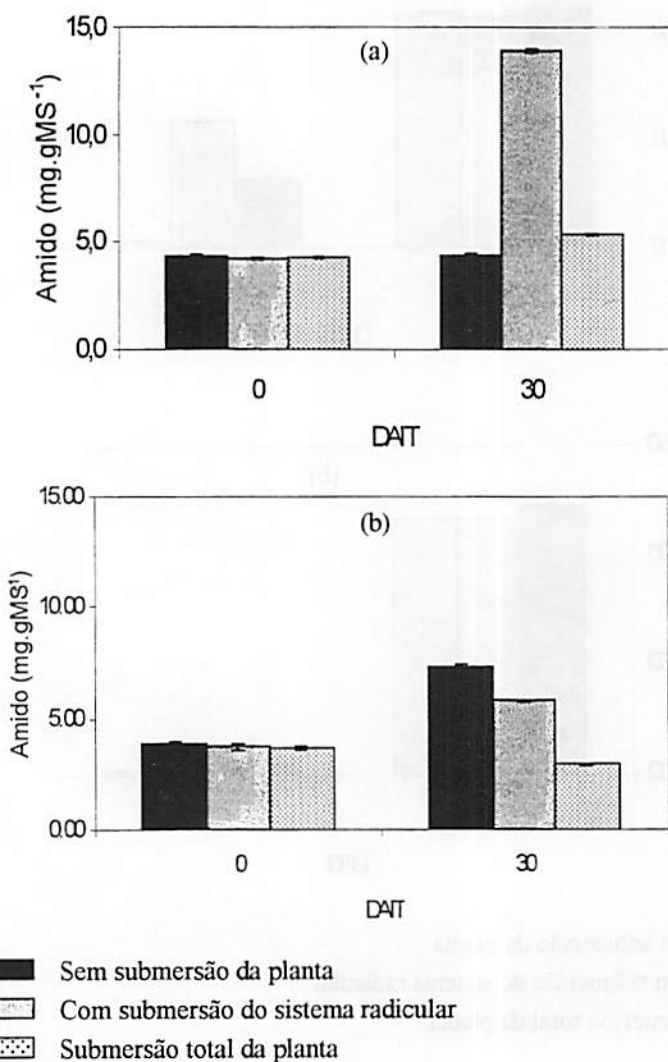 (a)
Amido (mg.gMS⁻¹)
15,0
10,0
5,0
0,0
0
30
DAIT
(b)
Amido (mg.gMS¹)
15.00
10.00
5.00
0.00
0
30
DAIT
Sem submersão da planta
Com submersão do sistema radicular
Submersão total da planta